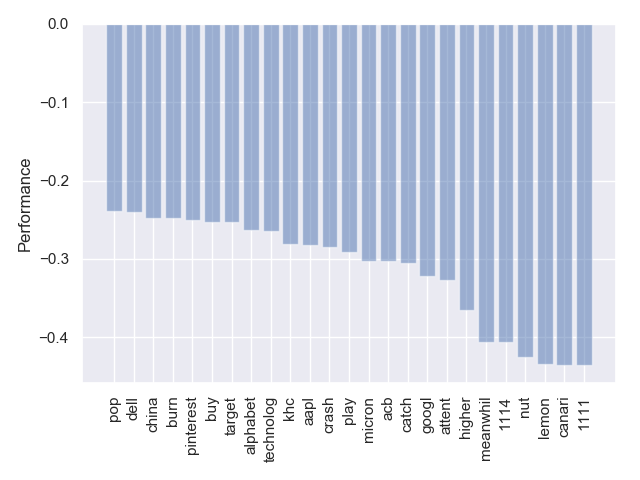 0.0
−0.1
−0.2
−0.3
−0.4
Performance
pop
dell
china
burn
pinterest
buy
target
alphabet
technolog
khc
aapl
crash
play
micron
acb
catch
googl
attent
higher
meanwhil
1114
nut
lemon
canari
1111